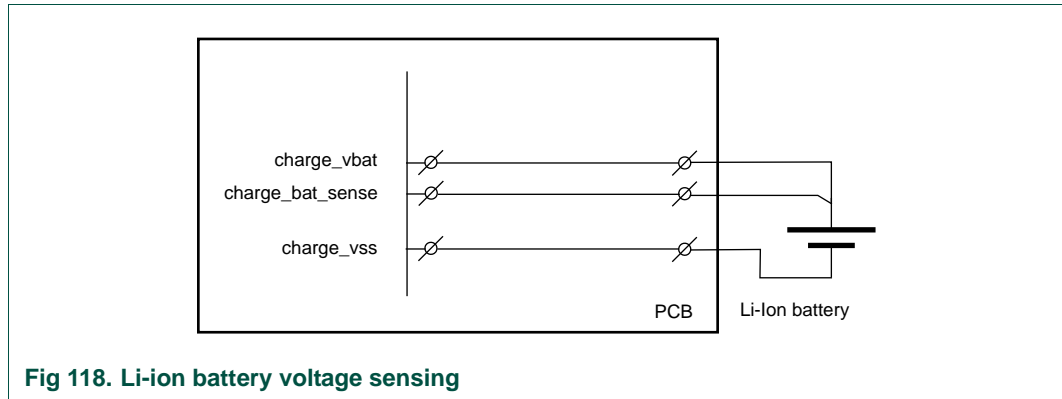 charge_vbat
charge_bat_sense
charge_vss
PCB
Li-Ion battery
Fig 118. Li-ion battery voltage sensing